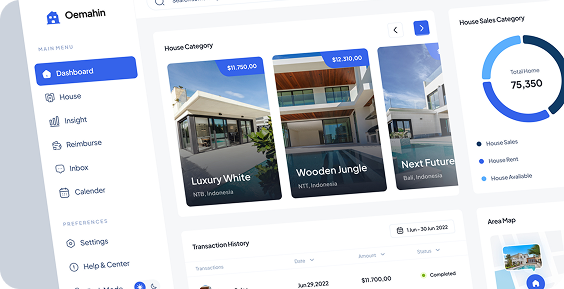 Oemahin
MAIN MENU
Dashboard
House
Insight
Reimburse
Inbox
Calender
PREFERENCES
Settings
Help & Center
House Category
$11.750,00
Luxury White
NTB, Indonesia
$12.310,00
Wooden Jungle
NTT, Indonesia
Next Future
Bali, Indonesia
Transaction History
1 Jun - 30 Jun 2022
Transactions
Date
Amount
Status
Jun 29,2022
$11.700,00
Completed
House Sales Category
Total Home
75,350
House Sales
House Rent
House Available
Area Map